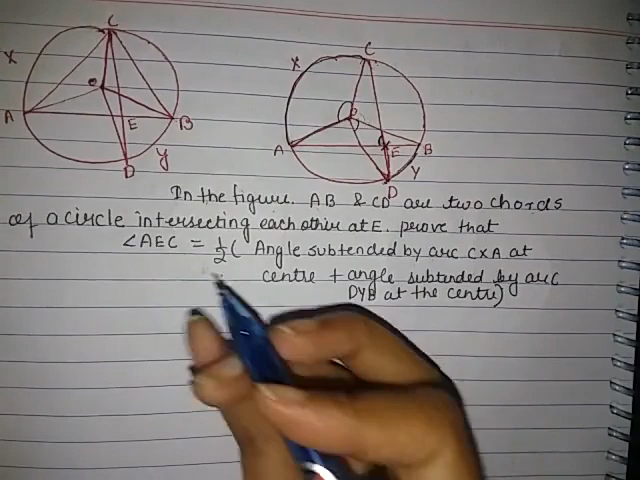 C
X
O
A
E
B
Y
D
C
X
O
A
E
B
Y
D
In the figure. AB & CD are two chords
of a circle intersecting each other at E. prove that
∠AEC = 1/2 ( Angle subtended by arc CXA at
centre + angle subtended by arc
DYB at the centre)